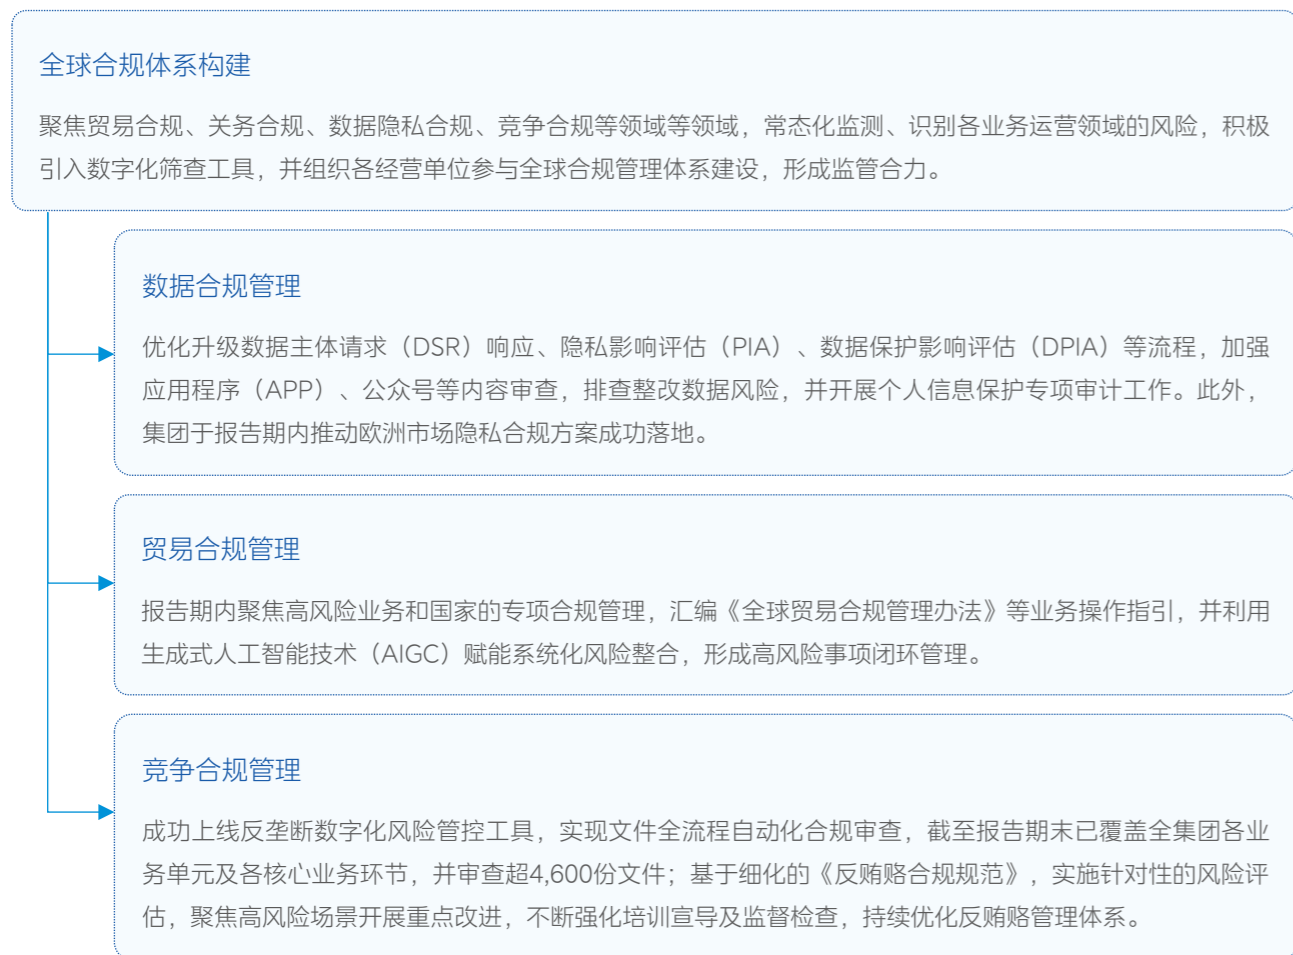 全球合规体系构建
聚焦贸易合规、关务合规、数据隐私合规、竞争合规等领域等领域，常态化监测、识别各业务运营领域的风险，积极
引入数字化筛查工具，并组织各经营单位参与全球合规管理体系建设，形成监管合力。
数据合规管理
优化升级数据主体请求（DSR）响应、隐私影响评估（PIA）、数据保护影响评估（DPIA）等流程，加强
应用程序（APP）、公众号等内容审查，排查整改数据风险，并开展个人信息保护专项审计工作。此外，
集团于报告期内推动欧洲市场隐私合规方案成功落地。
贸易合规管理
报告期内聚焦高风险业务和国家的专项合规管理，汇编《全球贸易合规管理办法》等业务操作指引，并利用
生成式人工智能技术（AIGC）赋能系统化风险整合，形成高风险事项闭环管理。
竞争合规管理
成功上线反垄断数字化风险管控工具，实现文件全流程自动化合规审查，截至报告期末已覆盖全集团各业
务单元及各核心业务环节，并审查超4,600份文件；基于细化的《反贿赂合规规范》，实施针对性的风险评
估，聚焦高风险场景开展重点改进，不断强化培训宣导及监督检查，持续优化反贿赂管理体系。